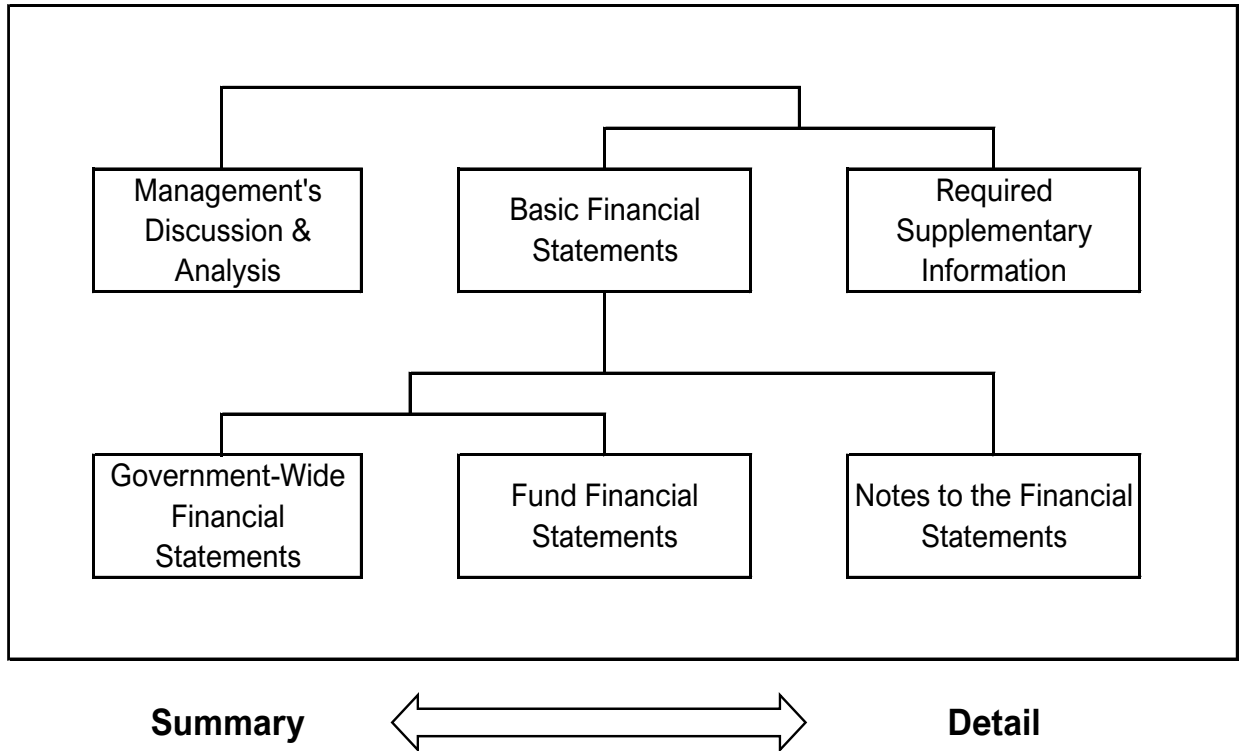 Management's
Discussion &
Analysis
Basic Financial
Statements
Required
Supplementary
Information
Government-Wide
Financial
Statements
Fund Financial
Statements
Notes to the Financial
Statements
Summary
Detail